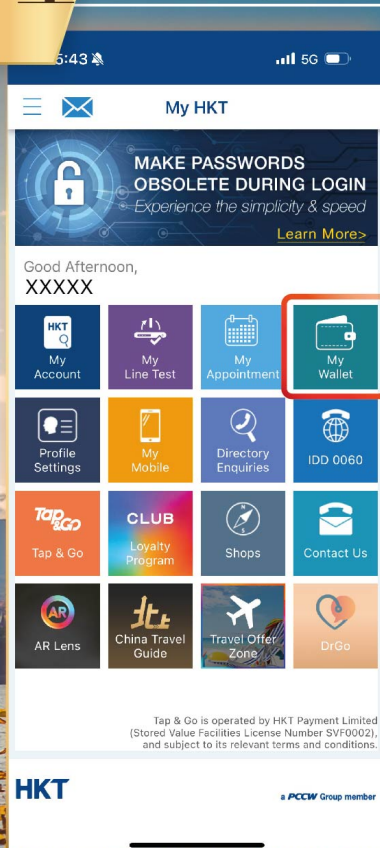 5:43
5G
My HKT
MAKE PASSWORDS
OBSOLETE DURING LOGIN
Experience the simplicity & speed
Learn More>
Good Afternoon,
XXXXX
HKT
My
Account
My
Line Test
My
Appointment
My
Wallet
Profile
Settings
My
Mobile
Directory
Enquiries
IDD 0060
Tap&Go
Tap & Go
CLUB
Loyalty
Program
Shops
Contact Us
AR
AR Lens
China Travel
Guide
Travel Offer
Zone
DrGo
Tap & Go is operated by HKT Payment Limited
(Stored Value Facilities License Number SVF0002),
and subject to its relevant terms and conditions.
HKT
a PCCW Group member